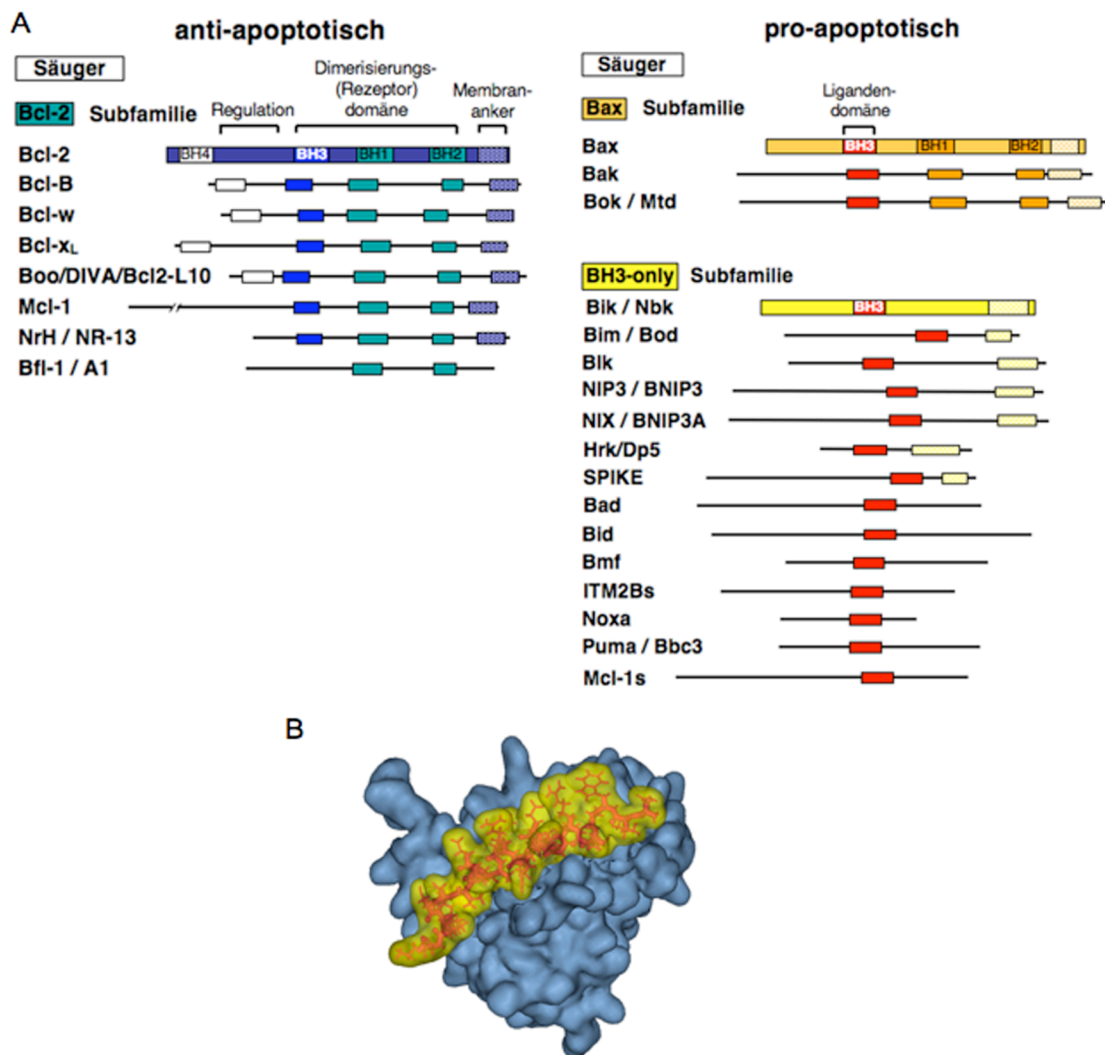 A
anti-apoptotisch
Säuger
Bcl-2 Subfamilie
Regulation
Dimerisierungs-
(Rezeptor)
domäne
Membran-
anker
Bcl-2
BH4
BH3
BH1
BH2
Bcl-B
Bcl-w
Bcl-xL
Boo/DIVA/Bcl2-L10
Mcl-1
NrH / NR-13
Bfl-1 / A1
pro-apoptotisch
Säuger
Bax Subfamilie
Liganden-
domäne
Bax
BH3
BH1
BH2
Bak
Bok / Mtd
BH3-only Subfamilie
Bik / Nbk
BH3
Bim / Bod
Blk
NIP3 / BNIP3
NIX / BNIP3A
Hrk/Dp5
SPIKE
Bad
Bid
Bmf
ITM2Bs
Noxa
Puma / Bbc3
Mcl-1s
B